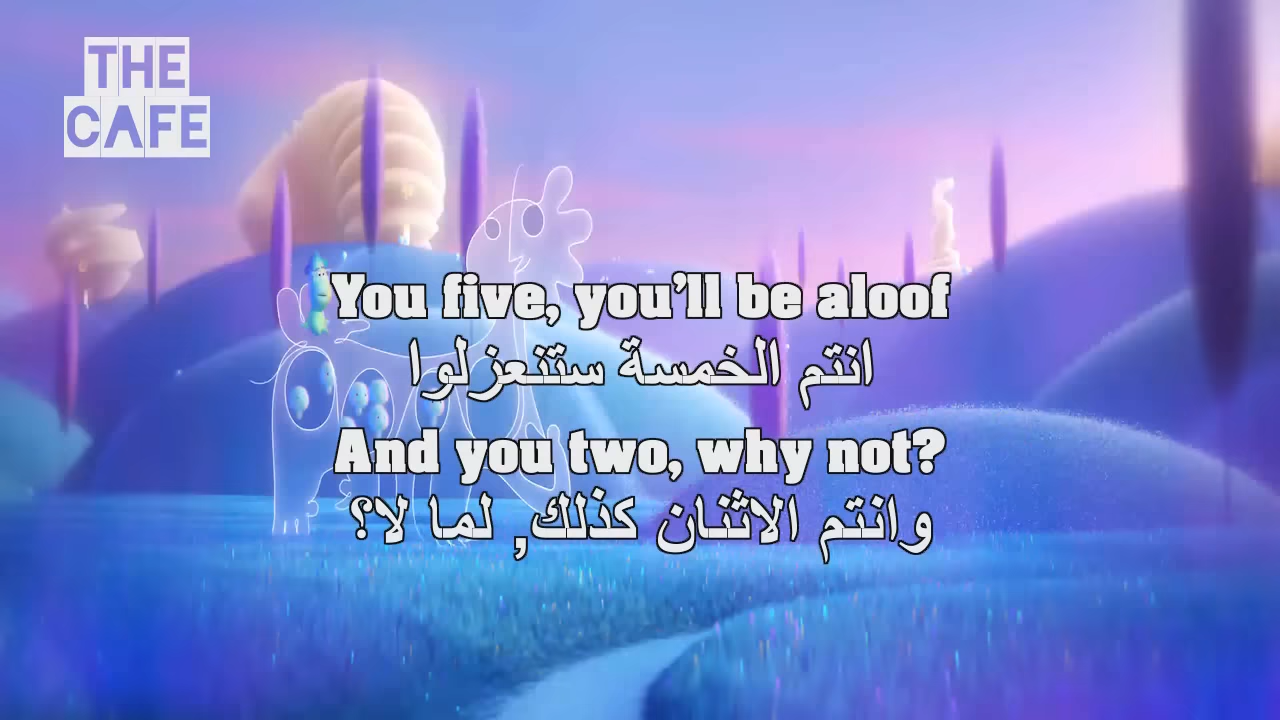 THE
CAFE
You five, you'll be aloof
انتم الخمسة ستنعزلوا
And you two, why not?
وانتم الاثنان كذلك, لما لا؟